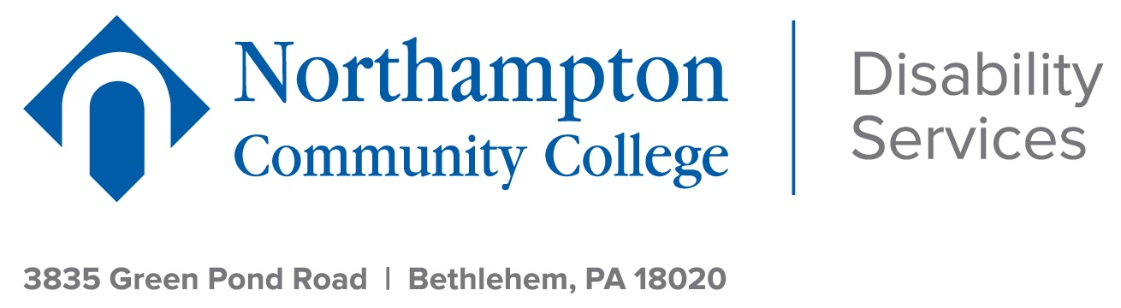 Northampton
Community College
Disability
Services
3835 Green Pond Road | Bethlehem, PA 18020